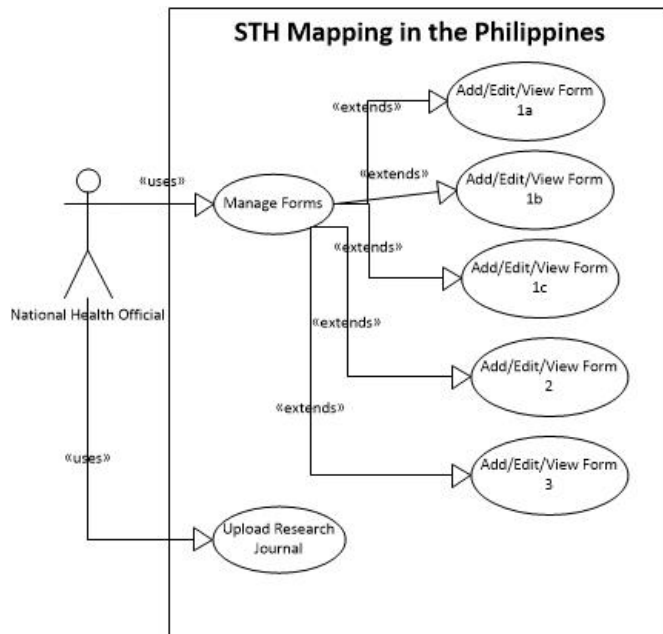 STH Mapping in the Philippines
Add/Edit/View Form
1a
«extends»
«extends»
Add/Edit/View Form
1b
«uses»
Manage Forms
«extends»
Add/Edit/View Form
1c
National Health Official
«extends»
Add/Edit/View Form
2
«extends»
Add/Edit/View Form
3
«uses»
Upload Research
Journal